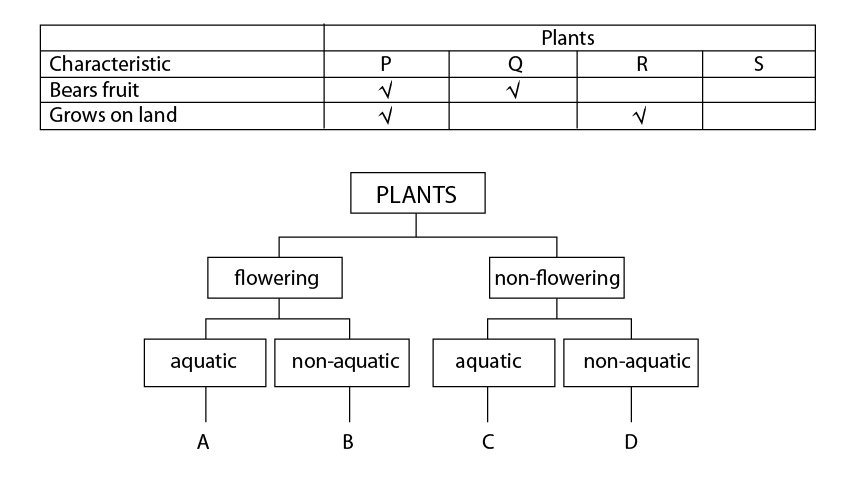 Plants
Characteristic P Q R S
Bears fruit √ √
Grows on land √ √
PLANTS
flowering non-flowering
aquatic non-aquatic aquatic non-aquatic
A B C D